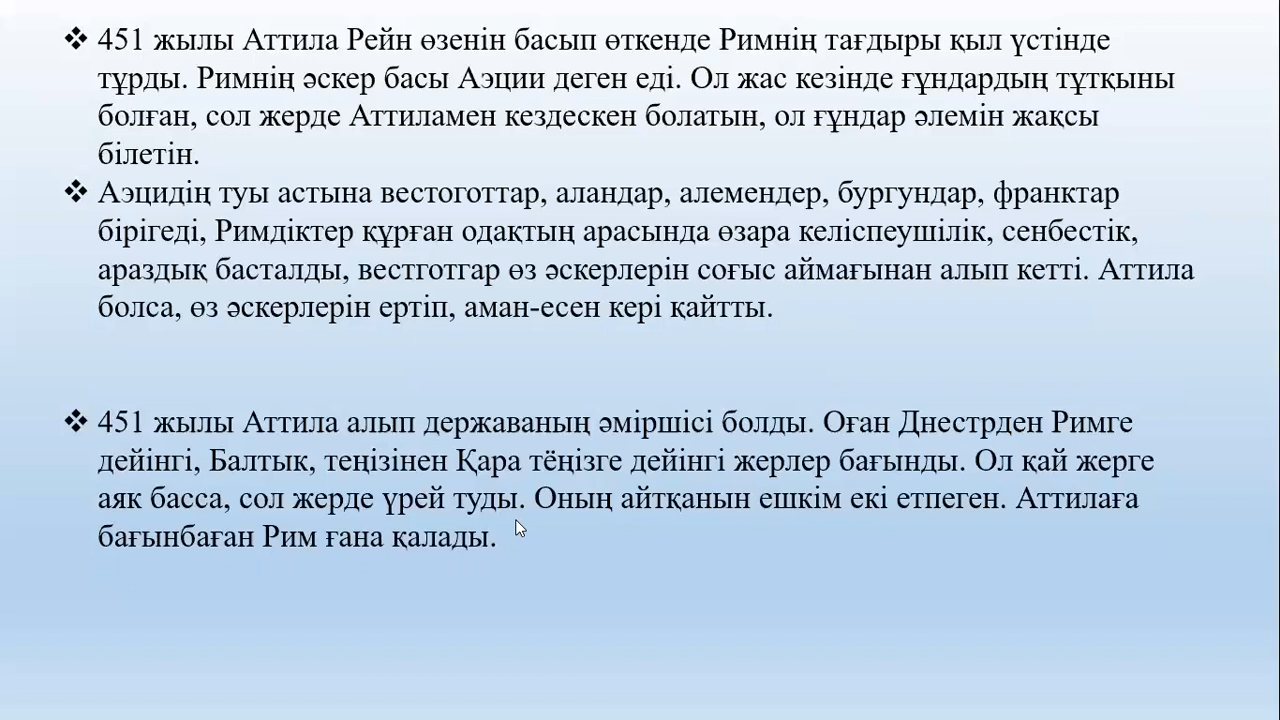 ❖ 451 жылы Аттила Рейн өзенін басып өткенде Римнің тағдыры қыл үстінде
тұрды. Римнің әскер басы Аэции деген еді. Ол жас кезінде ғұндардың тұтқыны
болған, сол жерде Аттиламен кездескен болатын, ол ғұндар әлемін жақсы
білетін.
❖ Аэцидің туы астына вестоготтар, аландар, алемендер, бургундар, франктар
бірігеді, Римдіктер құрған одақтың арасында өзара келіспеушілік, сенбестік,
араздық басталды, вестготгар өз әскерлерін соғыс аймағынан алып кетті. Аттила
болса, өз әскерлерін ертіп, аман-есен кері қайтты.
❖ 451 жылы Аттила алып державаның әміршісі болды. Оған Днестрден Римге
дейінгі, Балтык, теңізінен Қара тёңізге дейінгі жерлер бағынды. Ол қай жерге
аяк басса, сол жерде үрей туды. Оның айтқанын ешкім екі етпеген. Аттилаға
бағынбаған Рим ғана қалады.